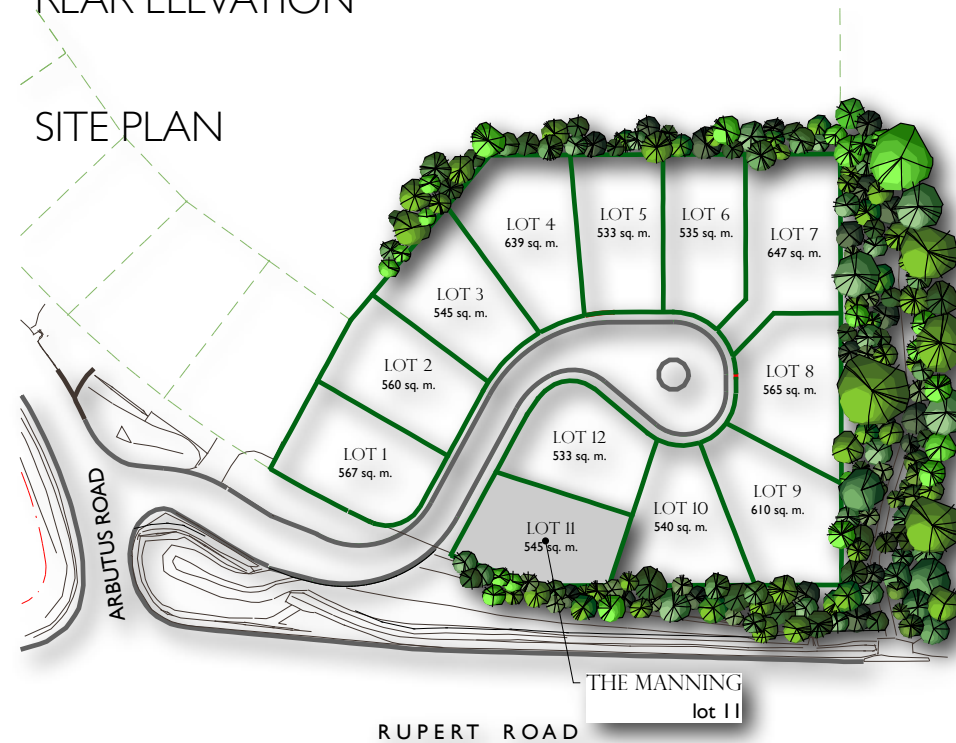 REAR ELEVATION
SITE PLAN
LOT 4
639 sq. m.
LOT 5
533 sq. m.
LOT 6
535 sq. m.
LOT 7
647 sq. m.
LOT 3
545 sq. m.
LOT 2
560 sq. m.
LOT 8
565 sq. m.
LOT 1
567 sq. m.
LOT 12
533 sq. m.
LOT 9
610 sq. m.
LOT 10
540 sq. m.
LOT 11
545 sq. m.
ARBUTUS ROAD
THE MANNING
lot 11
RUPERT ROAD